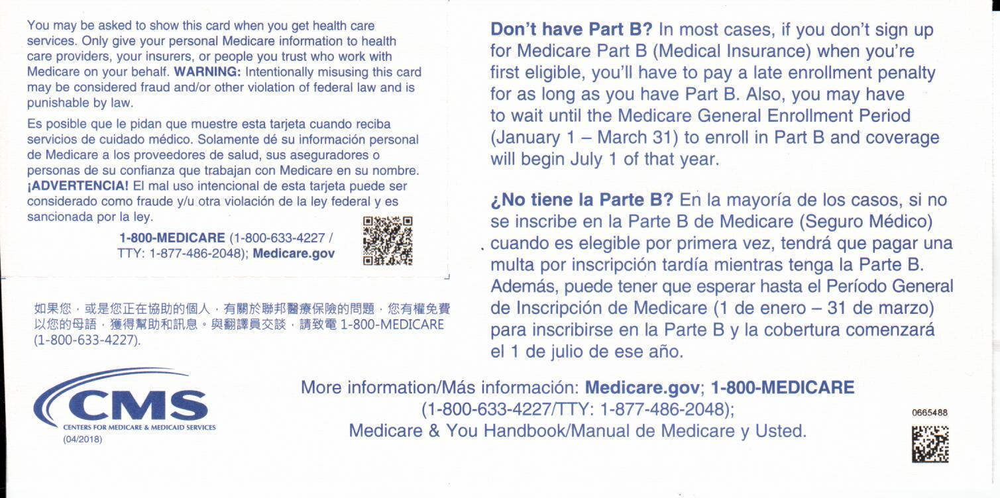 You may be asked to show this card when you get health care
services. Only give your personal Medicare information to health
care providers, your insurers, or people you trust who work with
Medicare on your behalf. WARNING: Intentionally misusing this card
may be considered fraud and/or other violation of federal law and is
punishable by law.
Es posible que le pidan que muestre esta tarjeta cuando reciba
servicios de cuidado médico. Solamente dé su información personal
de Medicare a los proveedores de salud, sus aseguradores o
personas de su confianza que trabajan con Medicare en su nombre.
¡ADVERTENCIA! El mal uso intencional de esta tarjeta puede ser
considerado como fraude y/u otra violación de la ley federal y es
sancionada por la ley.
1-800-MEDICARE (1-800-633-4227 /
TTY: 1-877-486-2048); Medicare.gov
如果您，或是您正在協助的個人，有關於聯邦醫療保險的問題，您有權免費
以您的母語，獲得幫助和訊息。與翻譯員交談，請致電 1-800-MEDICARE
(1-800-633-4227).
CMS
CENTERS FOR MEDICARE & MEDICAID SERVICES
(04/2018)
Don't have Part B? In most cases, if you don't sign up
for Medicare Part B (Medical Insurance) when you're
first eligible, you'll have to pay a late enrollment penalty
for as long as you have Part B. Also, you may have
to wait until the Medicare General Enrollment Period
(January 1 – March 31) to enroll in Part B and coverage
will begin July 1 of that year.
¿No tiene la Parte B? En la mayoría de los casos, si no
se inscribe en la Parte B de Medicare (Seguro Médico)
cuando es elegible por primera vez, tendrá que pagar una
multa por inscripción tardía mientras tenga la Parte B.
Además, puede tener que esperar hasta el Período General
de Inscripción de Medicare (1 de enero – 31 de marzo)
para inscribirse en la Parte B y la cobertura comenzará
el 1 de julio de ese año.
More information/Más información: Medicare.gov; 1-800-MEDICARE
(1-800-633-4227/TTY: 1-877-486-2048);
Medicare & You Handbook/Manual de Medicare y Usted.
0665488